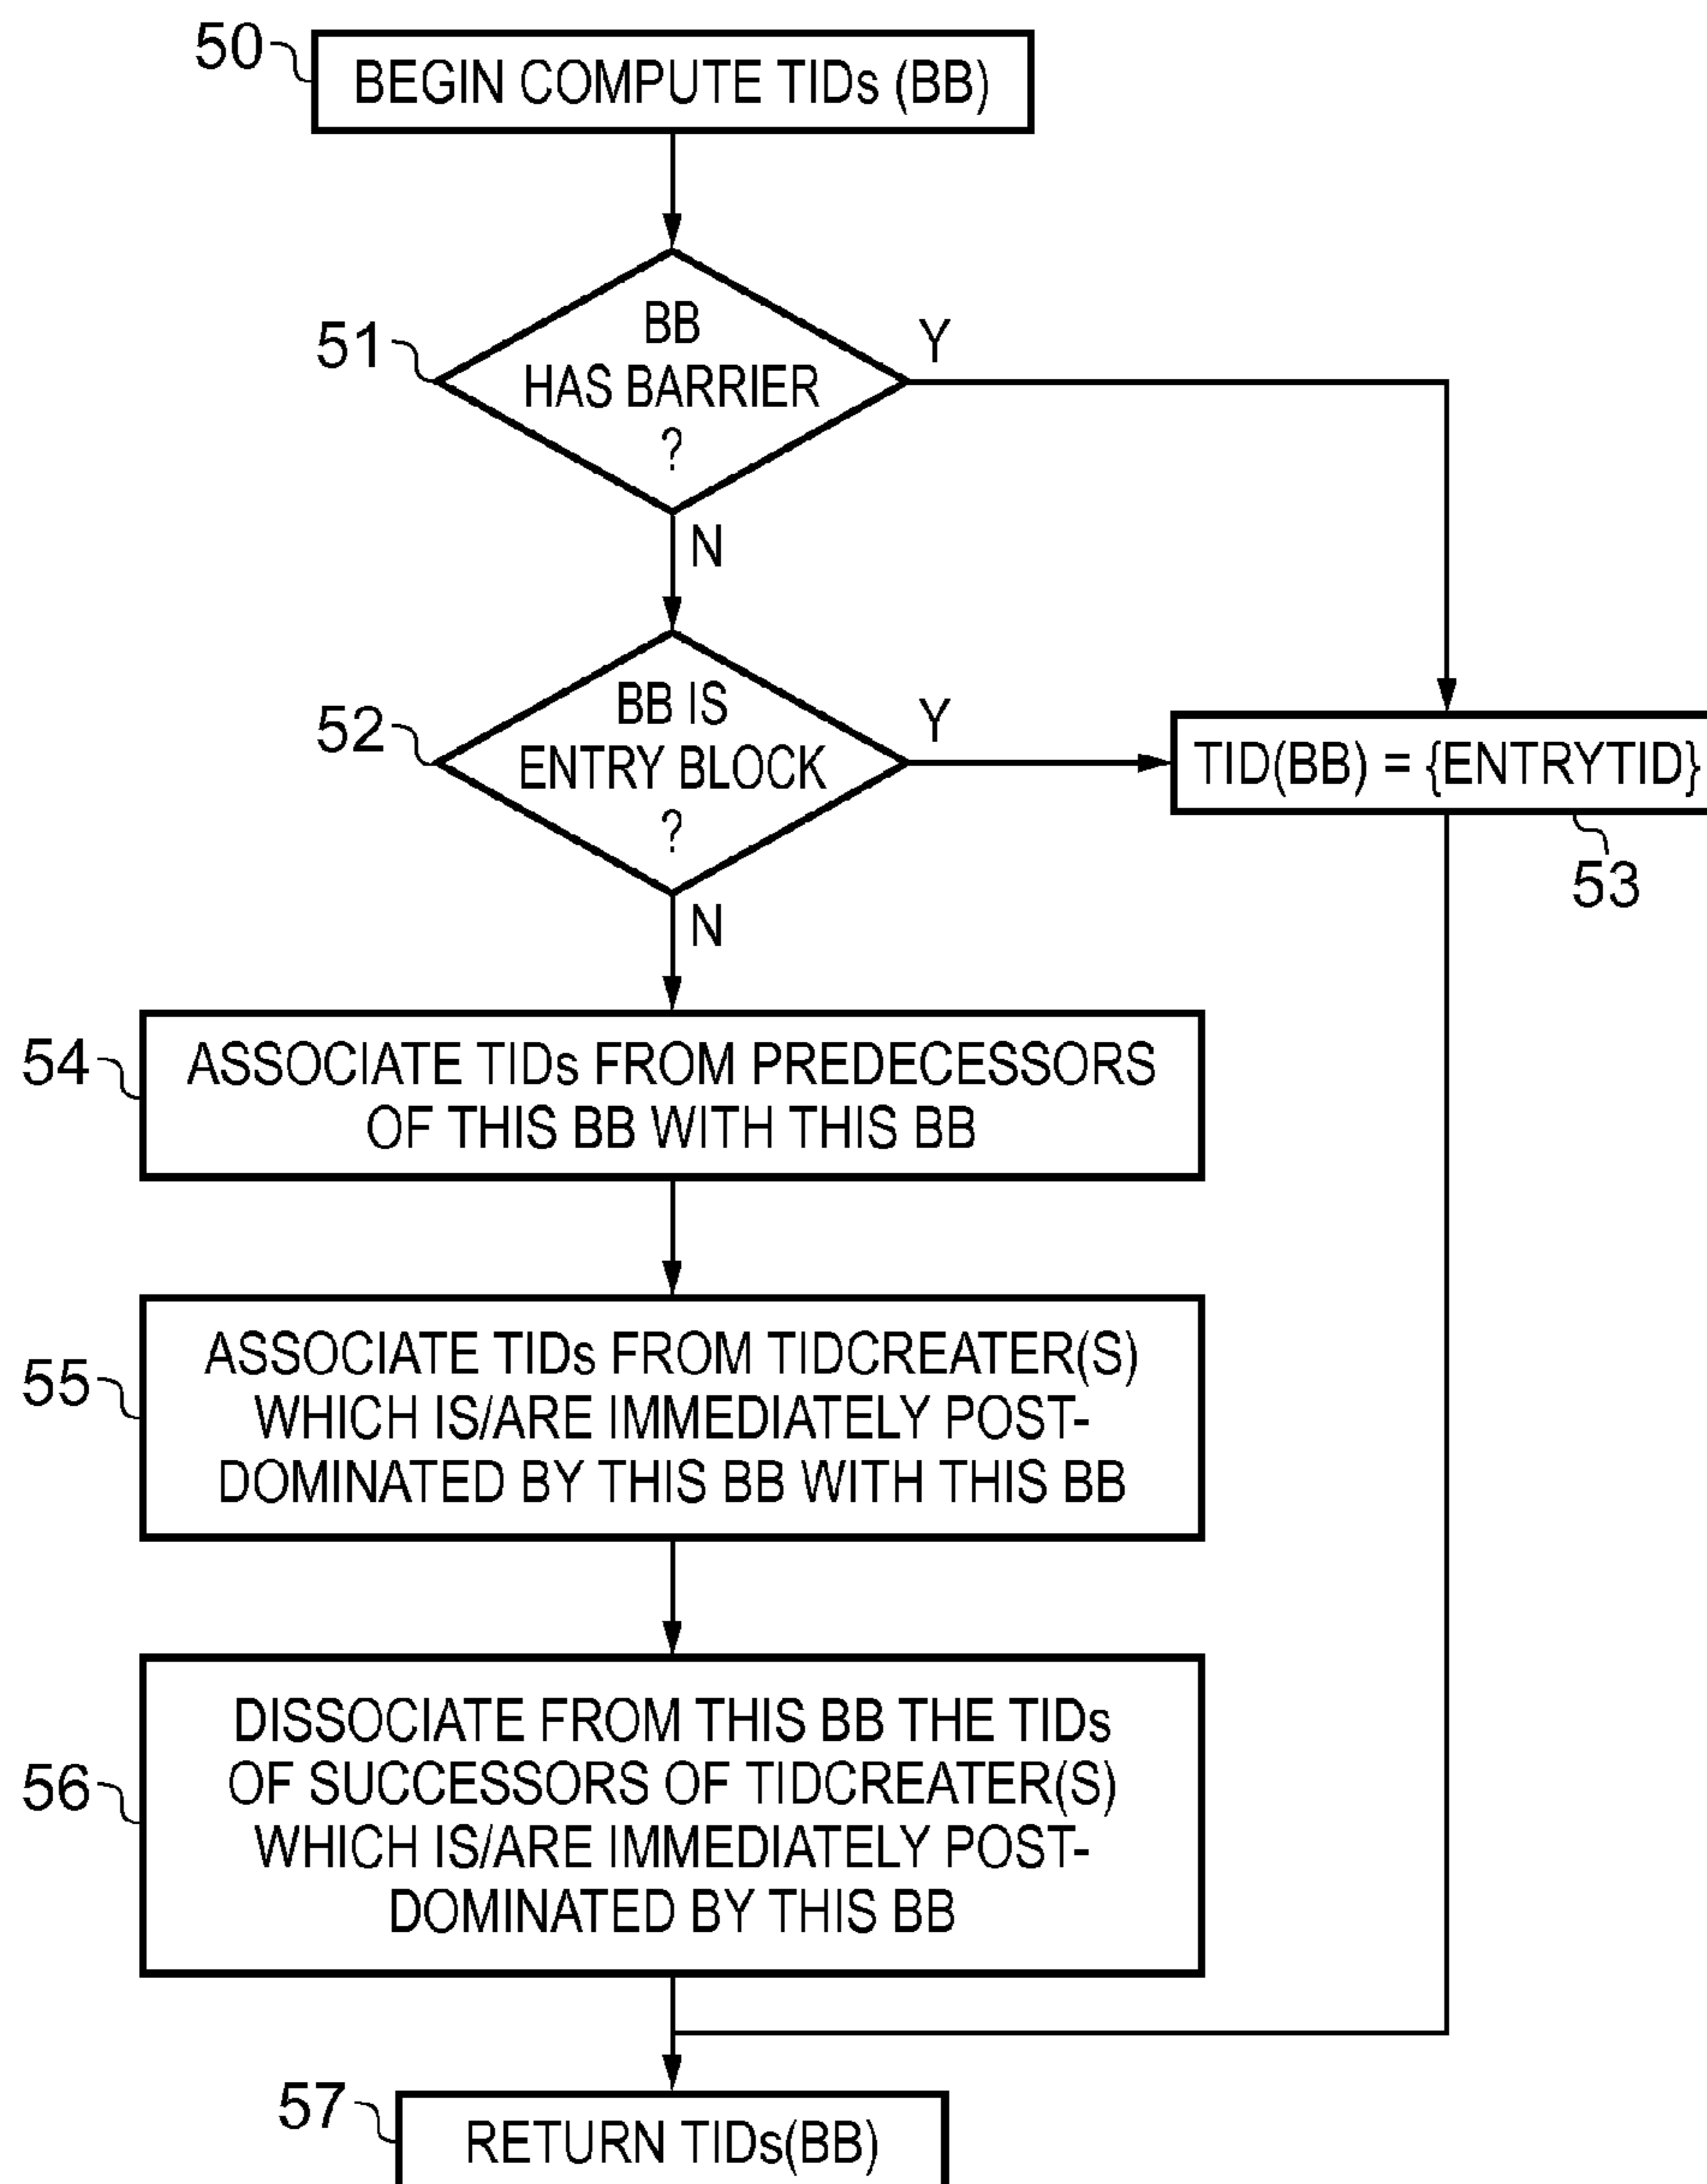 50
BEGIN COMPUTE TIDs (BB)
51
BB
HAS BARRIER
?
Y
N
52
BB IS
ENTRY BLOCK
?
Y
N
TID(BB) = {ENTRYTID}
53
54
ASSOCIATE TIDs FROM PREDECESSORS
OF THIS BB WITH THIS BB
55
ASSOCIATE TIDs FROM TIDCREATER(S)
WHICH IS/ARE IMMEDIATELY POST-
DOMINATED BY THIS BB WITH THIS BB
56
DISSOCIATE FROM THIS BB THE TIDs
OF SUCCESSORS OF TIDCREATER(S)
WHICH IS/ARE IMMEDIATELY POST-
DOMINATED BY THIS BB
57
RETURN TIDs(BB)